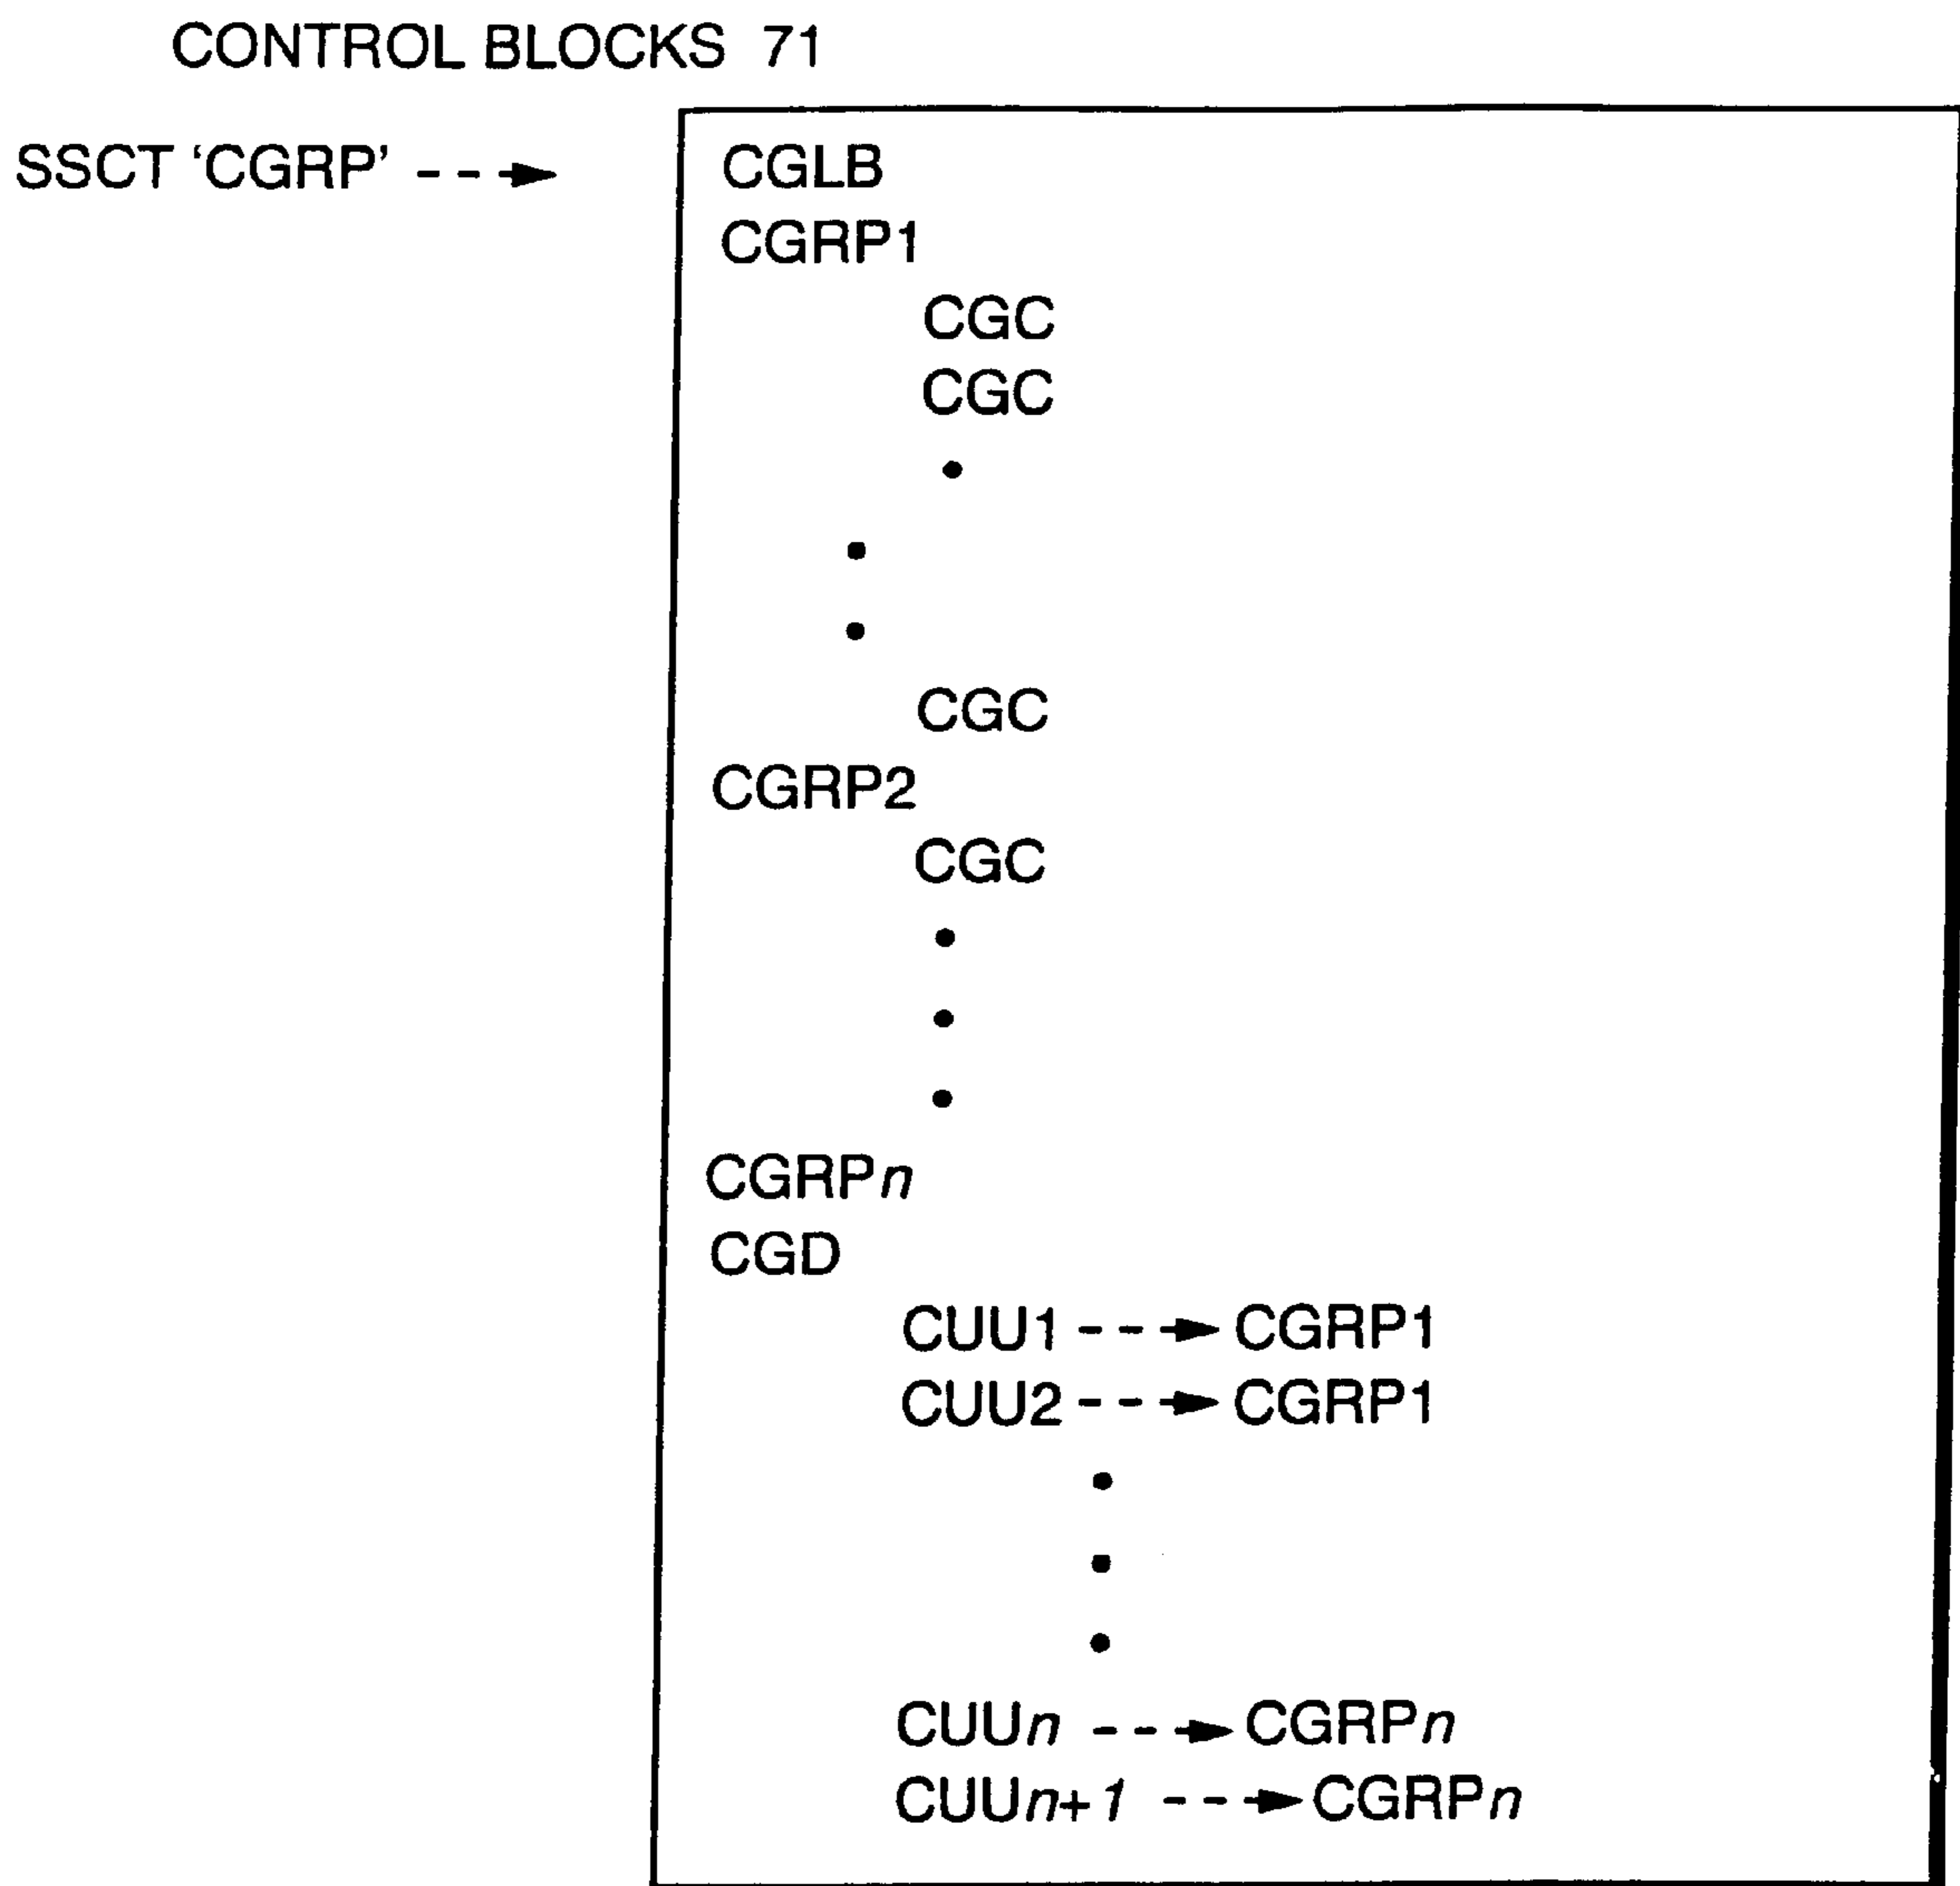 CONTROL BLOCKS 71
SSCT ‘CGRP’ CGLB
CGRP1
CGC
CGC
•
•
•
CGC
CGRP2
CGC
•
•
•
CGRPn
CGD
CUU1 CGRP1
CUU2 CGRP1
•
•
•
CUUn CGRPn
CUUn+1 CGRPn